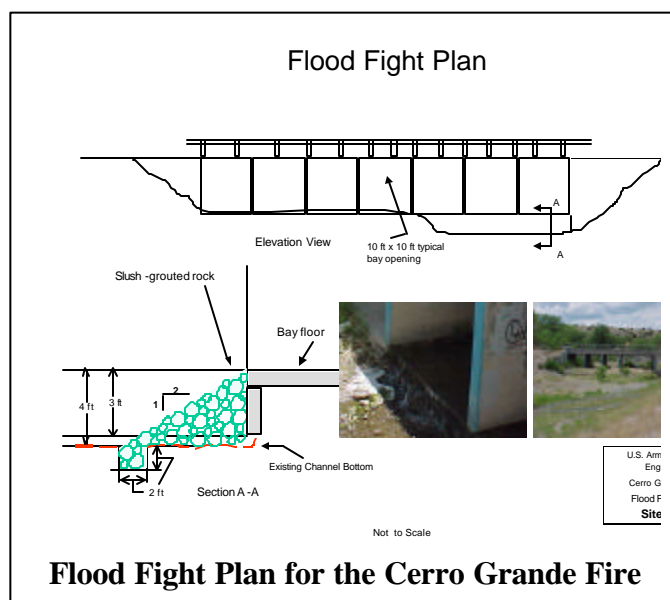 Flood Fight Plan
A
Elevation View
10 ft x 10 ft typical
bay opening
A
Slush -grouted rock
Bay floor
2
1
4 ft
3 ft
2 ft
Existing Channel Bottom
Section A -A
U.S. Arm
Eng
Cerro G
Flood F
Site
Not to Scale
Flood Fight Plan for the Cerro Grande Fire